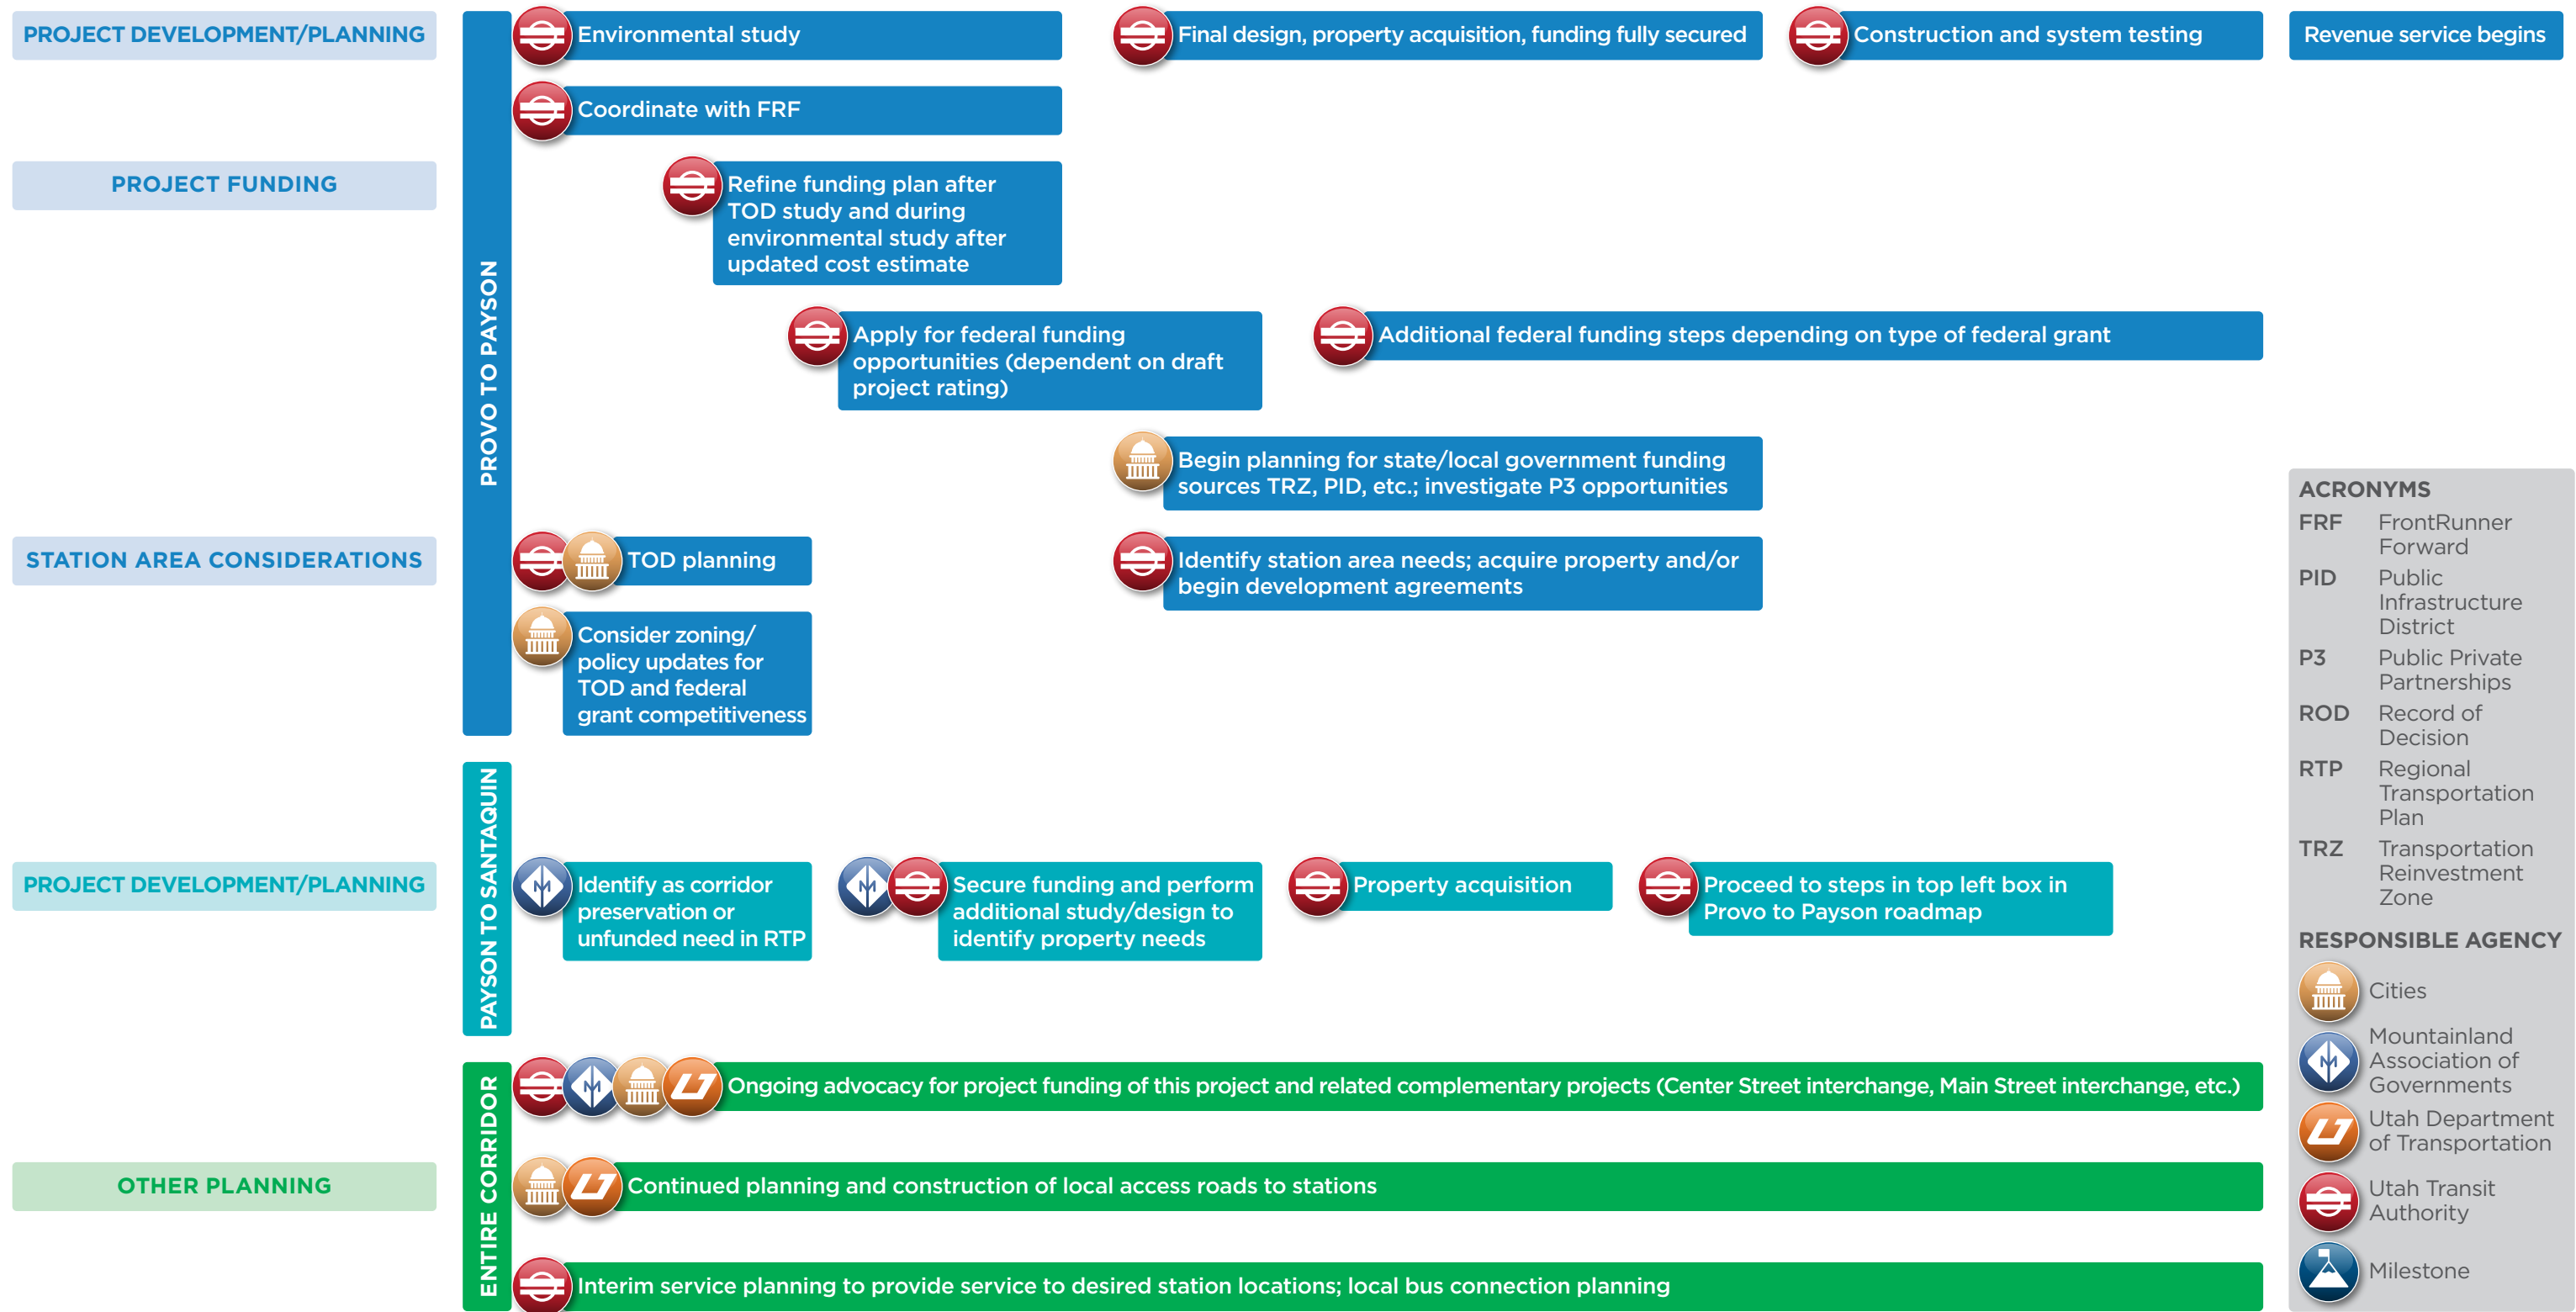 PROJECT DEVELOPMENT/PLANNING
PROVO TO PAYSON
Environmental study
Final design, property acquisition, funding fully secured
Construction and system testing
Revenue service begins
Coordinate with FRF
PROJECT FUNDING
Refine funding plan after
TOD study and during
environmental study after
updated cost estimate
Apply for federal funding
opportunities (dependent on draft
project rating)
Additional federal funding steps depending on type of federal grant
Begin planning for state/local government funding
sources TRZ, PID, etc.; investigate P3 opportunities
STATION AREA CONSIDERATIONS
TOD planning
Identify station area needs; acquire property and/or
begin development agreements
Consider zoning/
policy updates for
TOD and federal
grant competitiveness
PAYSON TO SANTAQUIN
PROJECT DEVELOPMENT/PLANNING
M
Identify as corridor
preservation or
unfunded need in RTP
M
Secure funding and perform
additional study/design to
identify property needs
Property acquisition
Proceed to steps in top left box in
Provo to Payson roadmap
ENTIRE CORRIDOR
M
Ongoing advocacy for project funding of this project and related complementary projects (Center Street interchange, Main Street interchange, etc.)
OTHER PLANNING
Continued planning and construction of local access roads to stations
Interim service planning to provide service to desired station locations; local bus connection planning
ACRONYMS
FRF FrontRunner
Forward
PID Public
Infrastructure
District
P3 Public Private
Partnerships
ROD Record of
Decision
RTP Regional
Transportation
Plan
TRZ Transportation
Reinvestment
Zone
RESPONSIBLE AGENCY
Cities
M
Mountainland
Association of
Governments
Utah Department
of Transportation
Utah Transit
Authority
Milestone